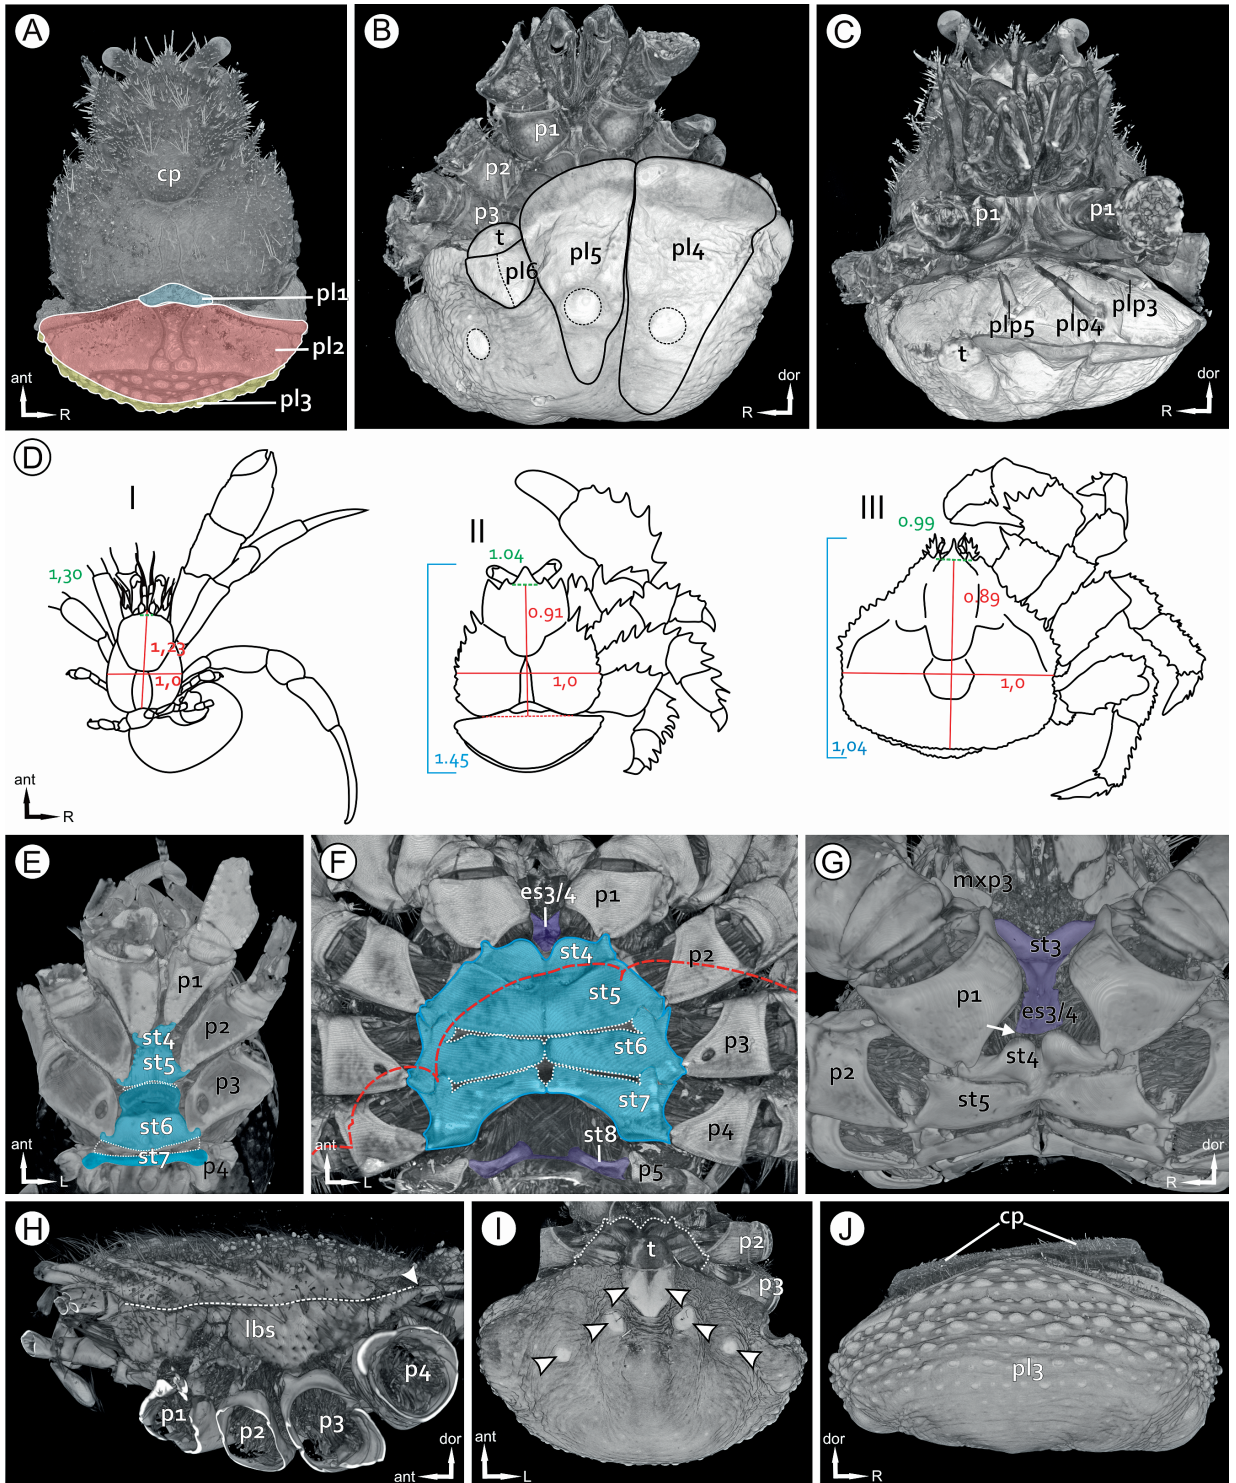 A
cp
pl1
pl2
pl3
ant
R
B
p1
p2
p3
t
pl6
pl5
pl4
dor
R
C
p1
p1
plp3
plp5
plp4
t
dor
R
D
I
1,30
1,23
1,0
ant
R
II
1.04
0.91
1,0
1.45
III
0.99
0.89
1,0
1,04
E
p1
p2
st4
st5
p3
st6
st7
p4
ant
L
F
es3/4
p1
st4
p2
st5
st6
p3
st7
st8
p4
p5
ant
L
G
mxp3
st3
p1
es3/4
st4
p2
st5
dor
R
H
lbs
p4
p1
p2
p3
dor
ant
I
t
p2
p3
ant
L
J
cp
pl3
dor
R